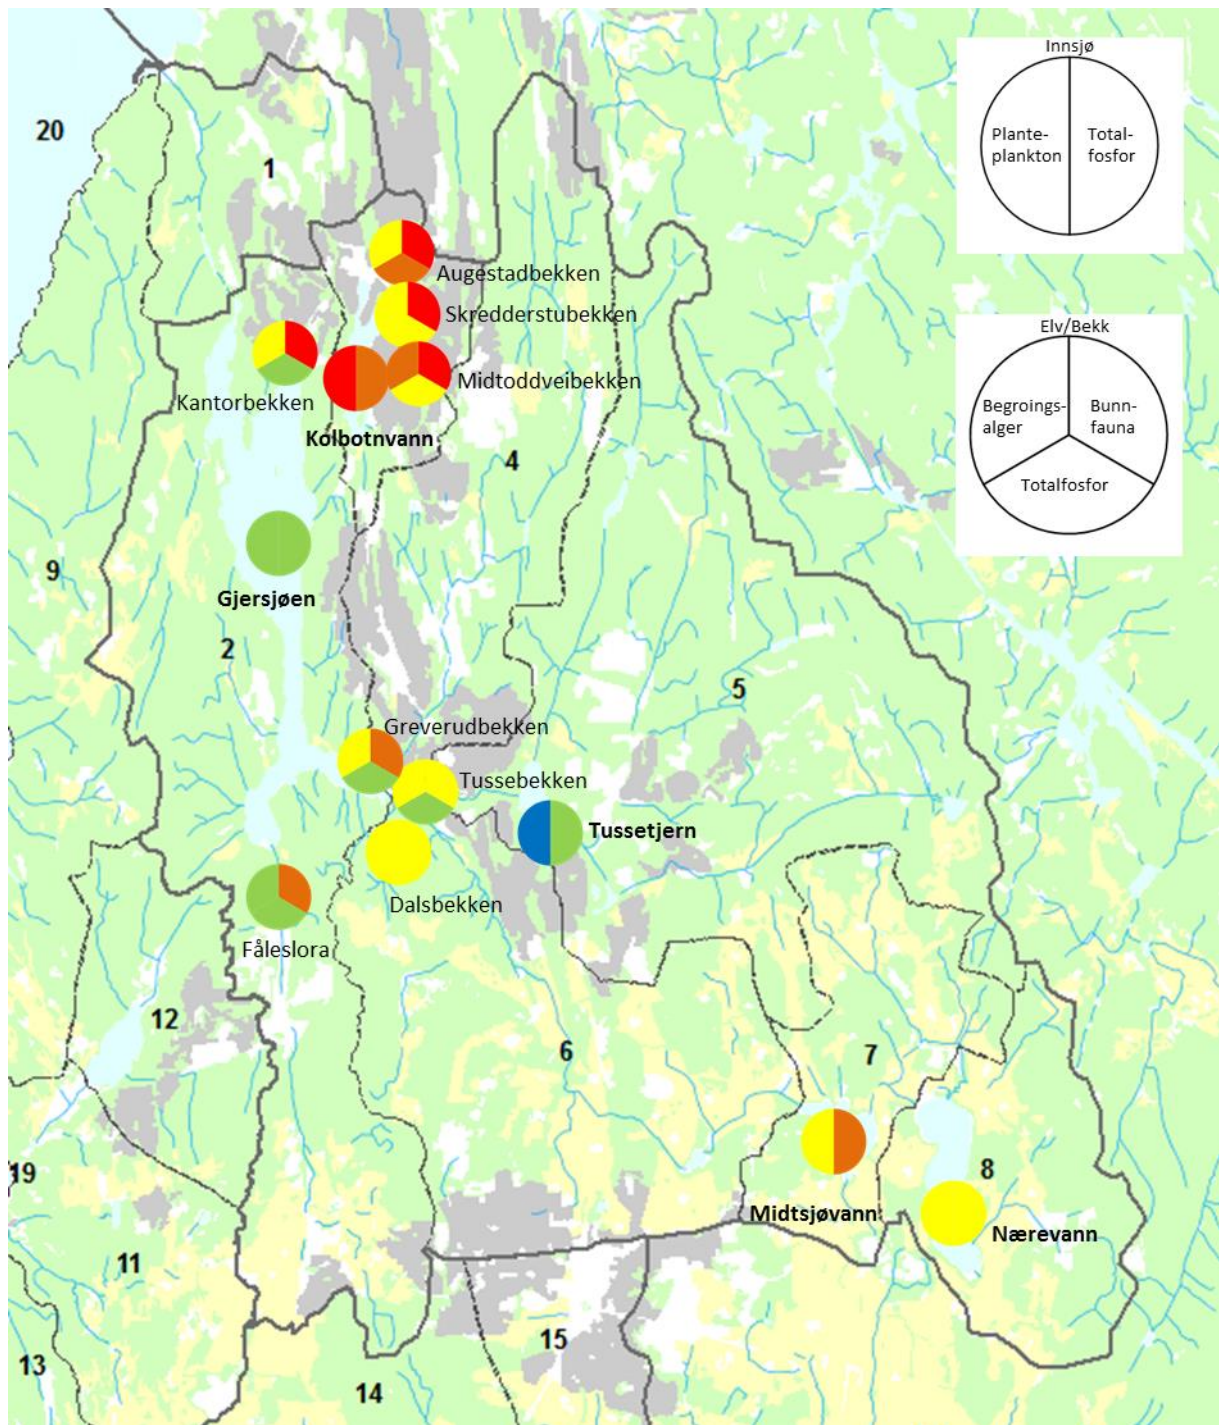 Innsjø
Plante-
plankton
Total-
fosfor
20
1
Augestadbekken
Skredderstubekken
Elv/Bekk
Midtoddveibekken
Kantorbekken
Begroings-
alger
Bunn-
fauna
Kolbotnvann
4
Totalfosfor
9
Gjersjøen
2
5
Greverudbekken
Tussebekken
Tussetjern
Dalsbekken
Fåleslora
12
6
7
19
8
Midtsjøvann
Nærevann
11
15
13
14